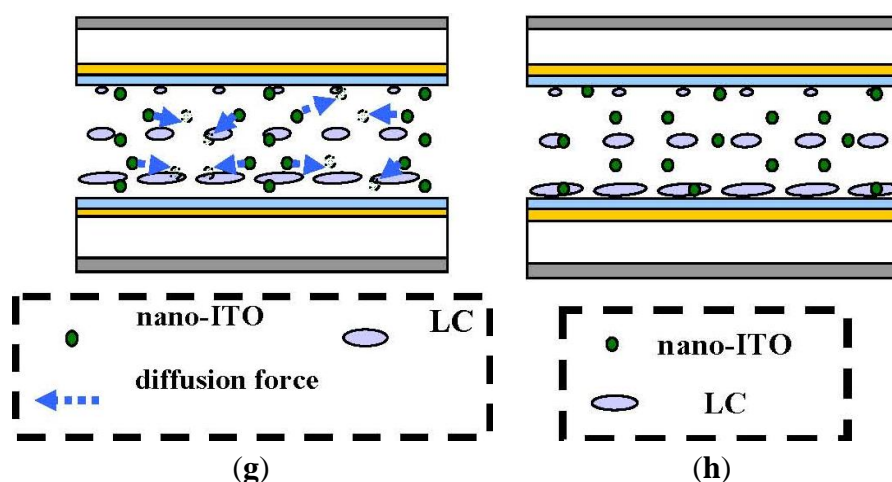 nano-ITO
LC
diffusion force
(g)
nano-ITO
LC
(h)